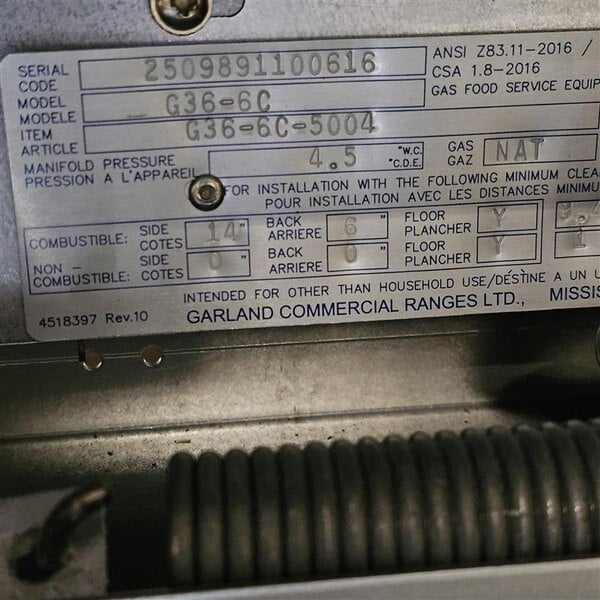 SERIAL CODE 2509891100616 ANSI Z83.11-2016 /
CSA 1.8-2016
MODEL MODELE G36-6C GAS FOOD SERVICE EQUIP
ITEM ARTICLE G36-6C-5004
MANIFOLD PRESSURE PRESSION A L'APPAREIL 4.5 "W.C. "C.D.E. GAS GAZ NAT
FOR INSTALLATION WITH THE FOLLOWING MINIMUM CLEA
POUR INSTALLATION AVEC LES DISTANCES MINIMU
COMBUSTIBLE: SIDE COTES 14" BACK ARRIERE 6" FLOOR PLANCHER Y
NON - COMBUSTIBLE: SIDE COTES 0" BACK ARRIERE 0" FLOOR PLANCHER Y 1
INTENDED FOR OTHER THAN HOUSEHOLD USE/DESTINE A UN U
4518397 Rev.10 GARLAND COMMERCIAL RANGES LTD., MISSIS